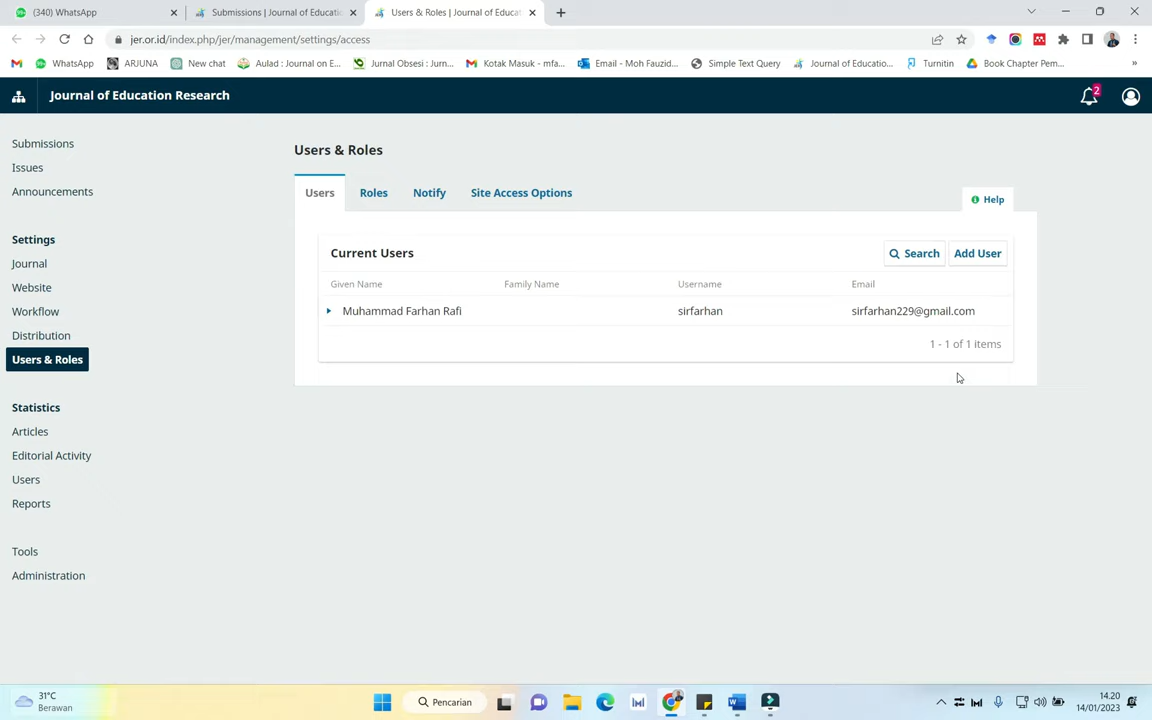 (340) WhatsApp
Submissions | Journal of Educatio
Users & Roles | Journal of Educat
jer.or.id/index.php/jer/management/settings/access
WhatsApp
ARJUNA
New chat
Aulad : Journal on E...
Jurnal Obsesi : Jurn...
Kotak Masuk - mfa...
Email - Moh Fauzid...
Simple Text Query
Journal of Educatio...
Turnitin
Book Chapter Pem...
»
Journal of Education Research
2
Submissions
Issues
Announcements
Settings
Journal
Website
Workflow
Distribution
Users & Roles
Statistics
Articles
Editorial Activity
Users
Reports
Tools
Administration
Users & Roles
Users
Roles
Notify
Site Access Options
Help
Current Users
Search
Add User
Given Name
Family Name
Username
Email
Muhammad Farhan Rafi
sirfarhan
sirfarhan229@gmail.com
1 - 1 of 1 items
31°C
Berawan
Pencarian
14.20
14/01/2023